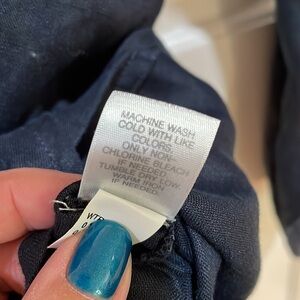 MACHINE WASH
COLD WITH LIKE
COLORS
ONLY NON-
CHLORINE BLEACH
IF NEEDED.
TUMBLE DRY LOW.
WARM IRON
IF NEEDED.